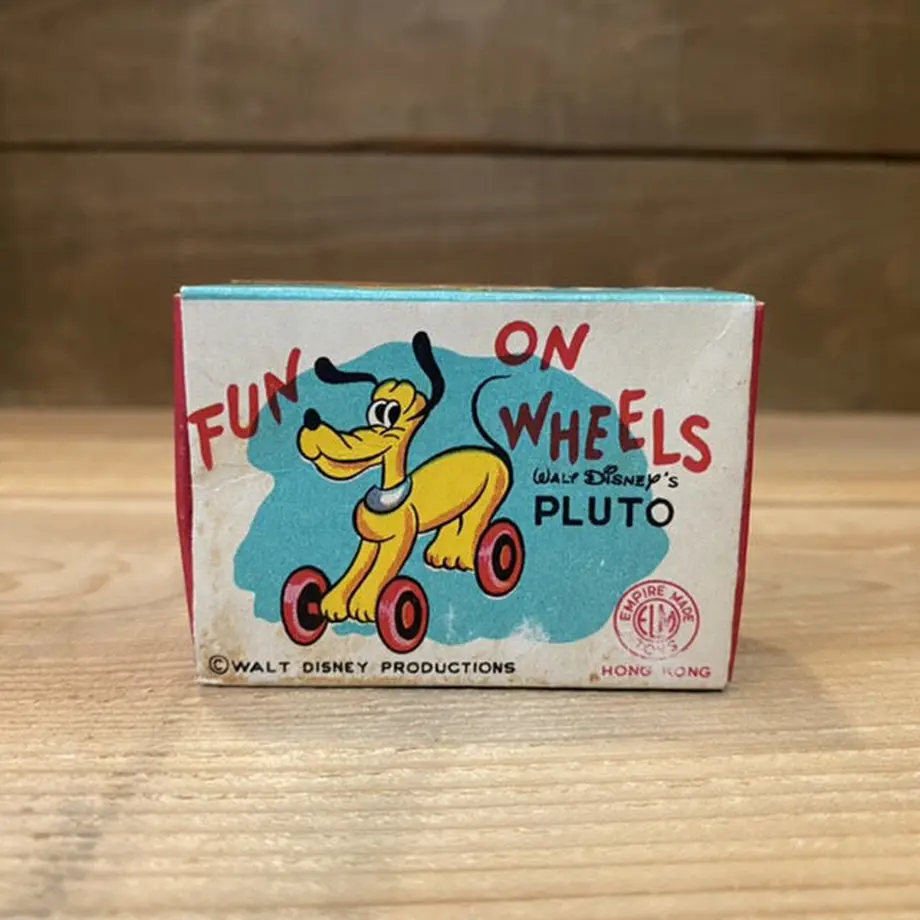 FUN ON WHEELS
WALT DISNEY'S
PLUTO
EMPIRE MADE
ELM
TOYS
HONG KONG
©WALT DISNEY PRODUCTIONS